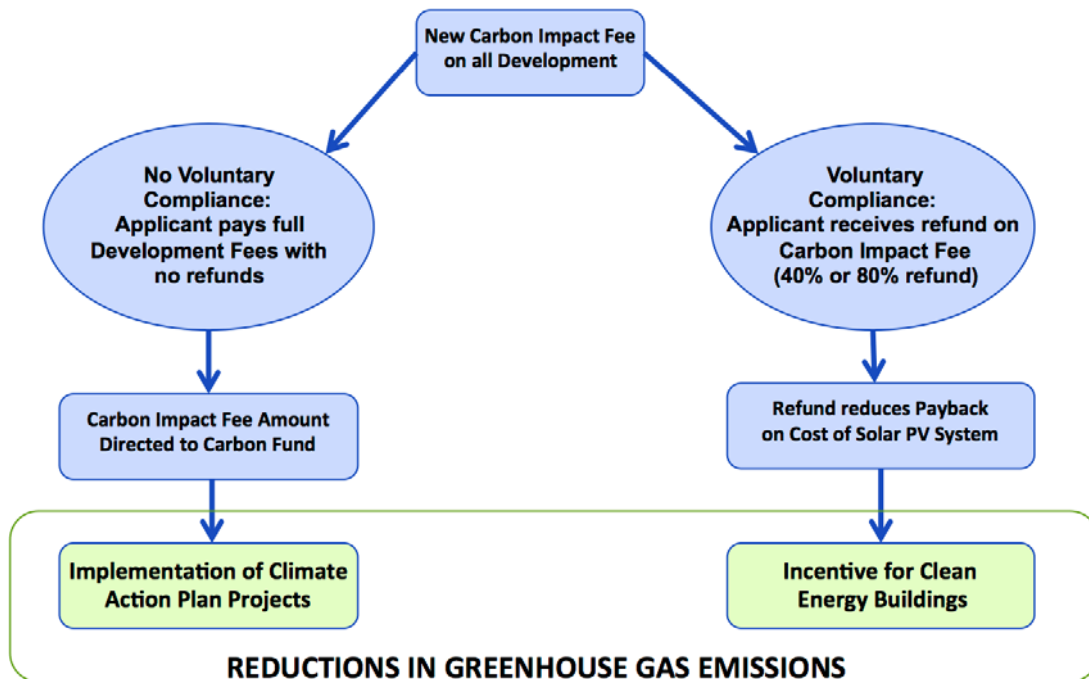 New Carbon Impact Fee
on all Development
No Voluntary
Compliance:
Applicant pays full
Development Fees with
no refunds
Voluntary
Compliance:
Applicant receives refund on
Carbon Impact Fee
(40% or 80% refund)
Carbon Impact Fee Amount
Directed to Carbon Fund
Refund reduces Payback
on Cost of Solar PV System
Implementation of Climate
Action Plan Projects
Incentive for Clean
Energy Buildings
REDUCTIONS IN GREENHOUSE GAS EMISSIONS